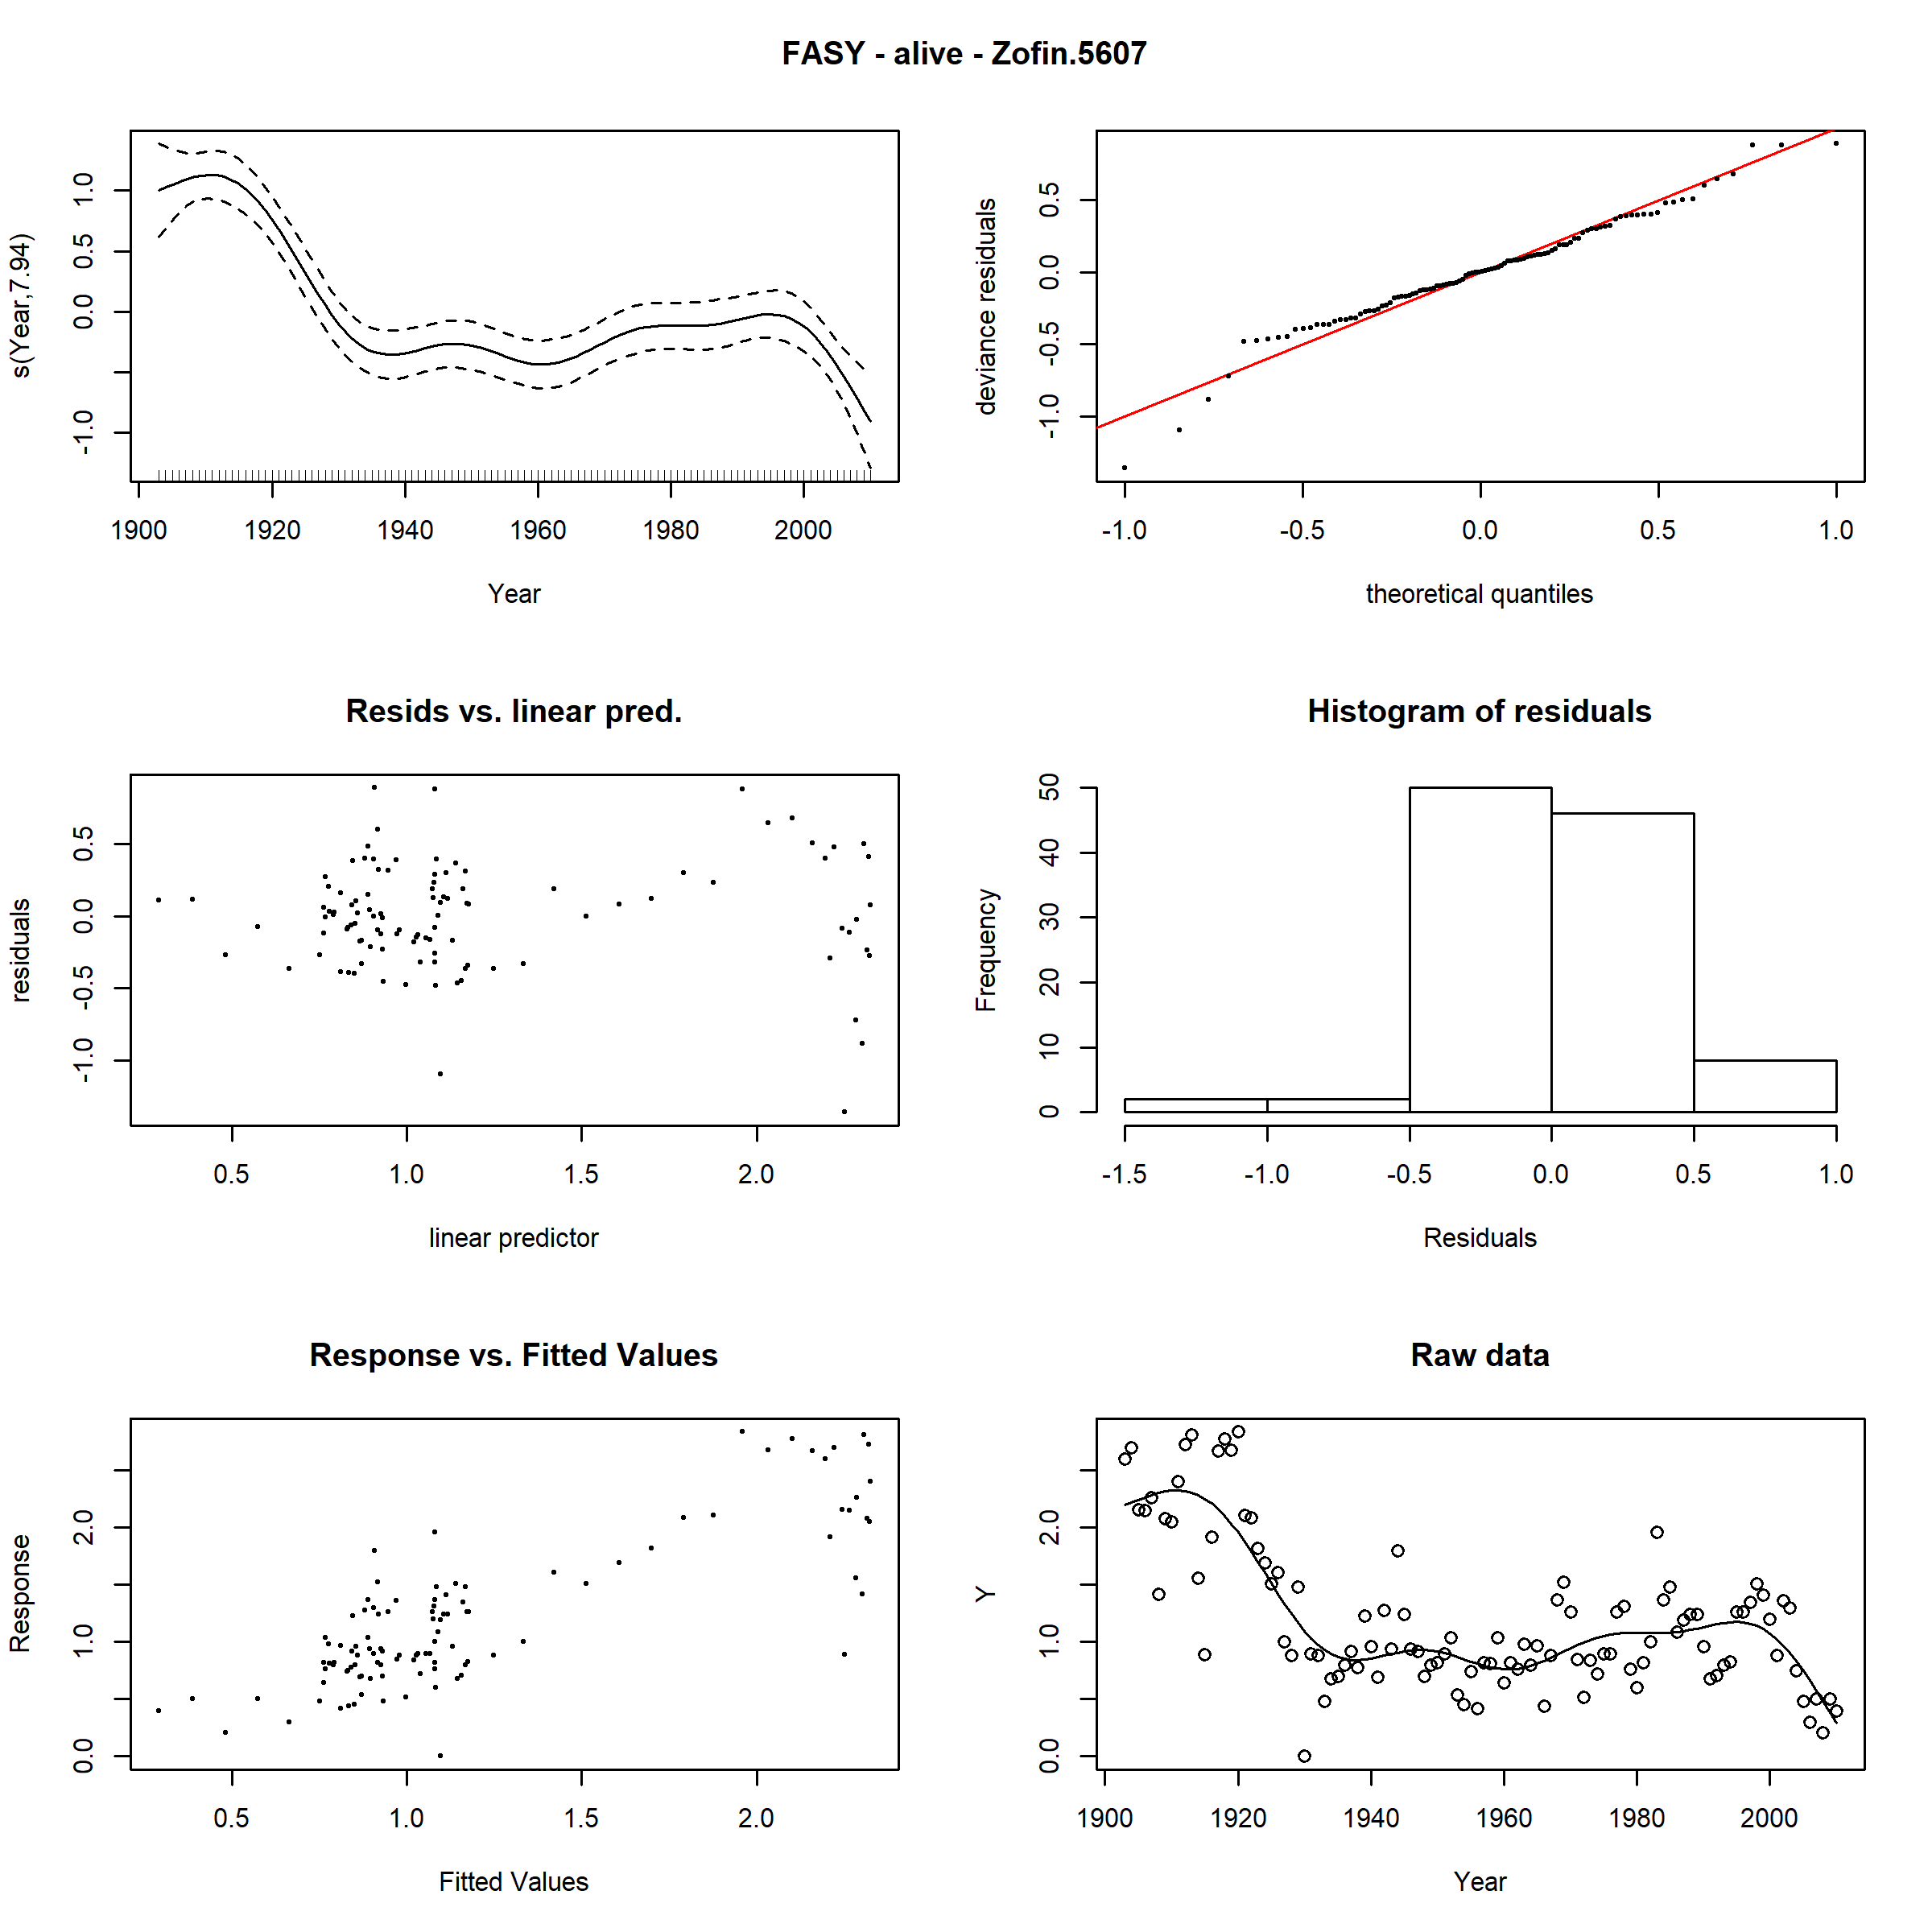 FASY - alive - Zofin.5607
s(Year,7.94)
-1.0 0.0 0.5 1.0
1900 1920 1940 1960 1980 2000
Year
deviance residuals
-1.0 -0.5 0.0 0.5
-1.0 -0.5 0.0 0.5 1.0
theoretical quantiles
Resids vs. linear pred.
residuals
-1.0 -0.5 0.0 0.5
0.5 1.0 1.5 2.0
linear predictor
Histogram of residuals
Frequency
0 10 20 30 40 50
-1.5 -1.0 -0.5 0.0 0.5 1.0
Residuals
Response vs. Fitted Values
Response
0.0 1.0 2.0
0.5 1.0 1.5 2.0
Fitted Values
Raw data
Y
0.0 1.0 2.0
1900 1920 1940 1960 1980 2000
Year